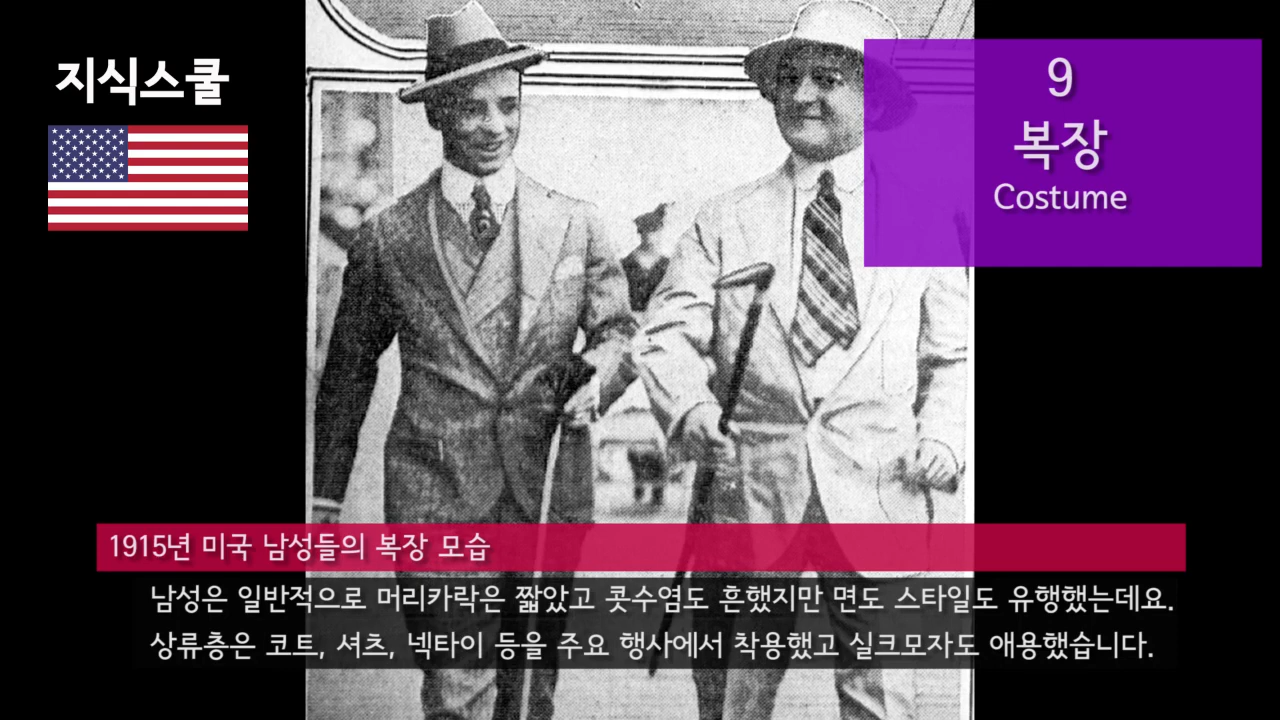 지식스쿨
9
복장
Costume
1915년 미국 남성들의 복장 모습
남성은 일반적으로 머리카락은 짧았고 콧수염도 흔했지만 면도 스타일도 유행했는데요.
상류층은 코트, 셔츠, 넥타이 등을 주요 행사에서 착용했고 실크모자도 애용했습니다.